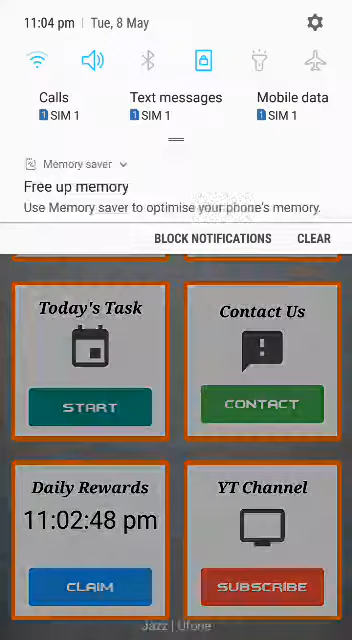 11:04 pm | Tue, 8 May
Calls Text messages Mobile data
1 SIM 1 1 SIM 1 1 SIM 1
Memory saver
Free up memory
Use Memory saver to optimise your phone's memory.
BLOCK NOTIFICATIONS CLEAR
Today's Task Contact Us
START CONTACT
Daily Rewards YT Channel
11:02:48 pm
CLAIM SUBSCRIBE
Jazz | Ufone